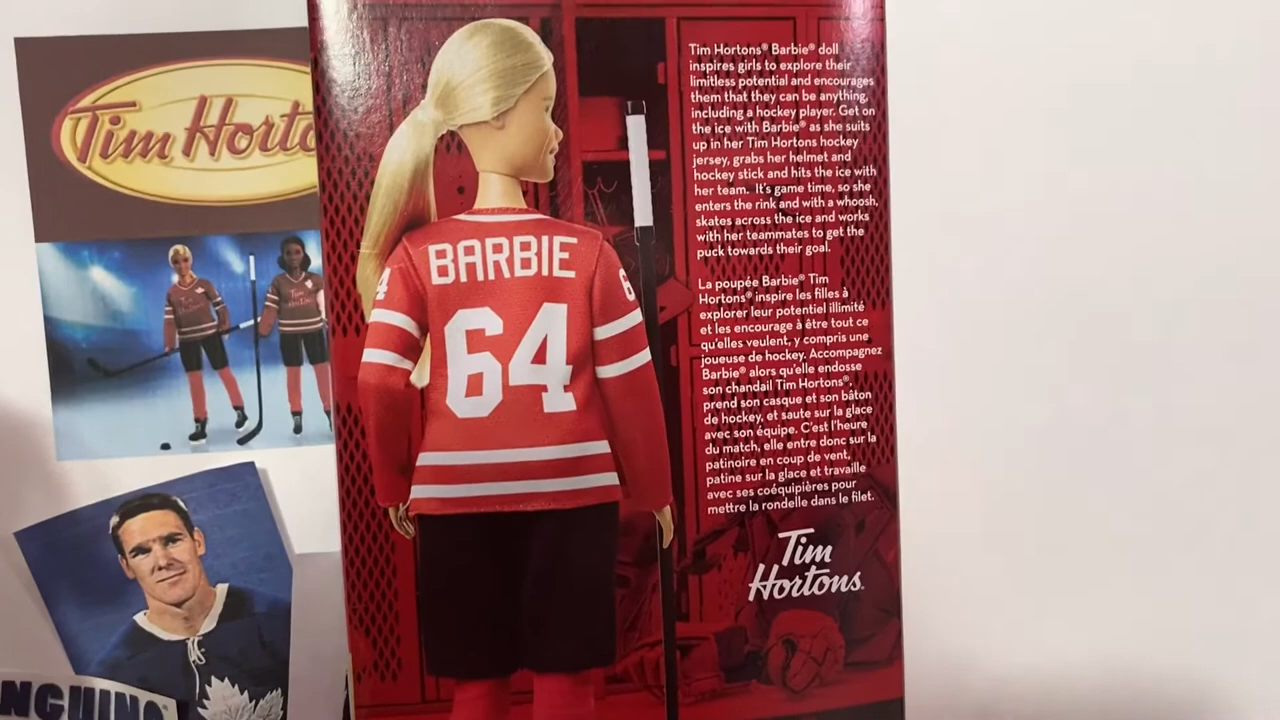 Tim Horto
Tim Hortons® Barbie® doll
inspires girls to explore their
limitless potential and encourages
them that they can be anything,
including a hockey player. Get on
the ice with Barbie® as she suits
up in her Tim Hortons hockey
jersey, grabs her helmet and
hockey stick and hits the ice with
her team. It's game time, so she
enters the rink and with a whoosh,
skates across the ice and works
with her teammates to get the
puck towards their goal.
La poupée Barbie® Tim
Hortons® inspire les filles à
explorer leur potentiel illimité
et les encourage à être tout ce
qu'elles veulent, y compris une
joueuse de hockey. Accompagnez
Barbie® alors qu'elle endosse
son chandail Tim Hortons®,
prend son casque et son bâton
de hockey, et saute sur la glace
avec son équipe. C'est l'heure
du match, elle entre donc sur la
patinoire en coup de vent,
patine sur la glace et travaille
avec ses coéquipières pour
mettre la rondelle dans le filet.
Tim
Hortons
BARBIE
64
4